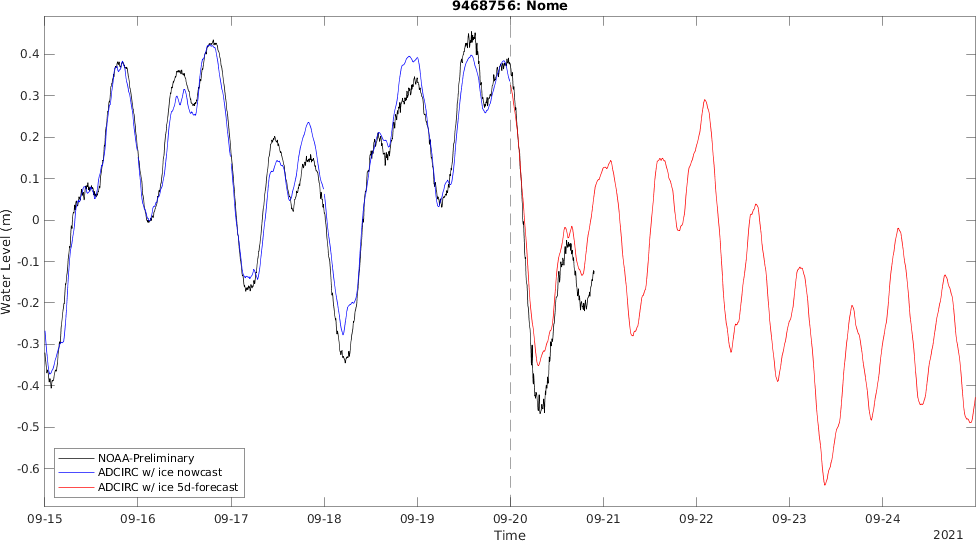 9468756: Nome
Water Level (m)
0.4
0.3
0.2
0.1
0
-0.1
-0.2
-0.3
-0.4
-0.5
-0.6
NOAA-Preliminary
ADCIRC w/ ice nowcast
ADCIRC w/ ice 5d-forecast
09-15 09-16 09-17 09-18 09-19 09-20 09-21 09-22 09-23 09-24
Time
2021